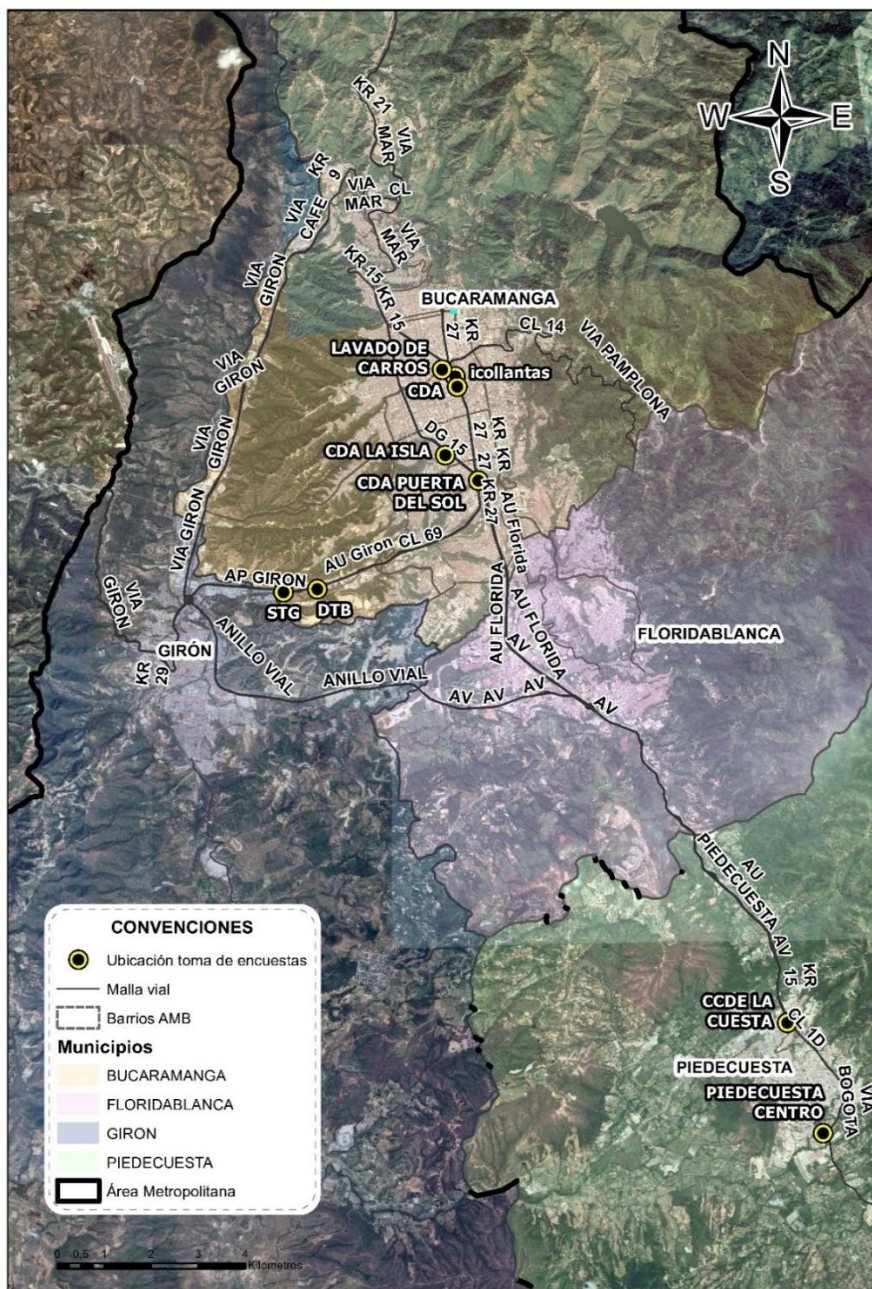 N
W E
S
KR 21
VIA
MAR
KR
9
VIA
MAR
CL
VIA
CAFE
VIA
MAR
VIA
GIRON
KR 15
KR 15
BUCARAMANGA
KR
27
CL 14
VIA PAMPLONA
LAVADO DE
CARROS
icollantas
CDA
VIA
GIRON
VIA
GIRON
DG 15
KR
27
KR
27
CDA LA ISLA
CDA PUERTA
DEL SOL
KR 27
AU Florida
VIA GIRON
AU Giron CL 69
AP GIRON
STG
DTB
VIA
GIRON
AU FLORIDA
AU FLORIDA
FLORIDABLANCA
GIRÓN
KR
29
ANILLO VIAL
ANILLO VIAL
AV
AV AV AV
AV
AU
PIEDECUESTA AV
KR
15
CCDE LA
CUESTA
CL 1D
PIEDECUESTA
BOGOTA
VIA
PIEDECUESTA
CENTRO
CONVENCIONES
Ubicación toma de encuestas
Malla vial
Barrios AMB
Municipios
BUCARAMANGA
FLORIDABLANCA
GIRON
PIEDECUESTA
Área Metropolitana
0 0,5 1 2 3 4
Kilometros